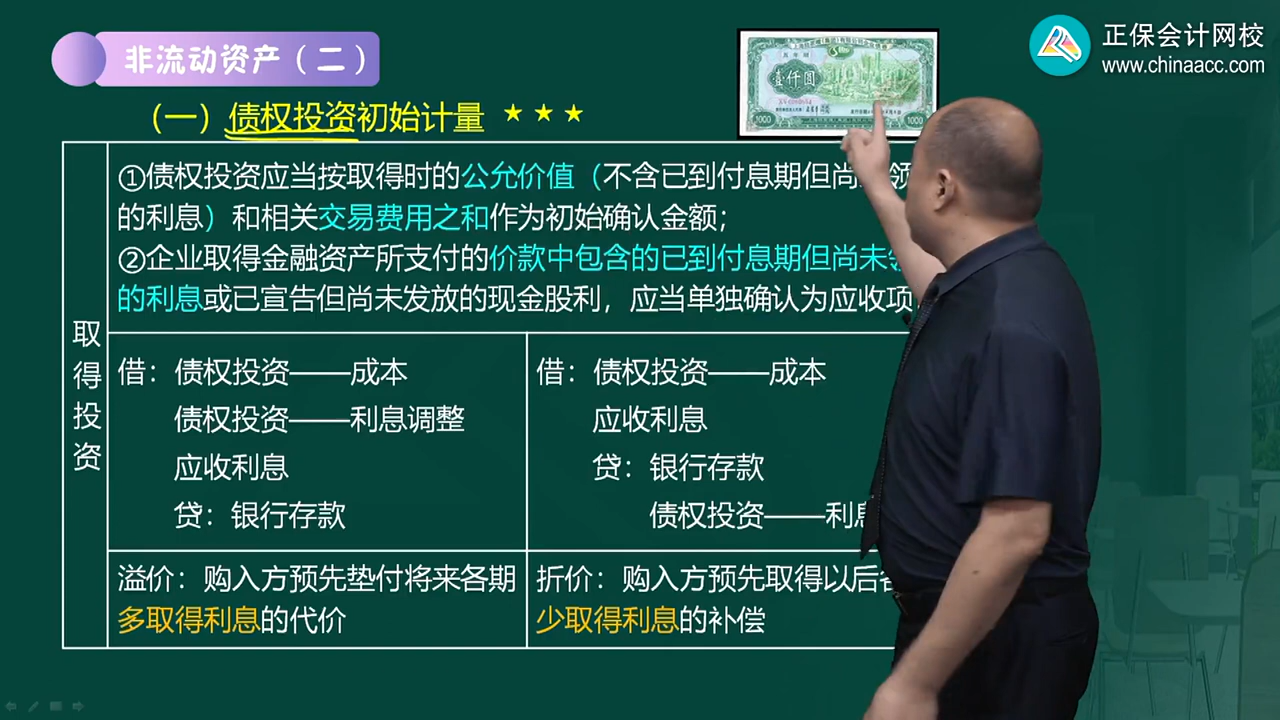 非流动资产（二）
正保会计网校
www.chinaacc.com
（一）债权投资初始计量 ★ ★ ★
壹仟圆
1000 1000
①债权投资应当按取得时的公允价值（不含已到付息期但尚
的利息）和相关交易费用之和作为初始确认金额；
②企业取得金融资产所支付的价款中包含的已到付息期但尚未
的利息或已宣告但尚未发放的现金股利，应当单独确认为应收项
取得投资
借：债权投资——成本
债权投资——利息调整
应收利息
贷：银行存款
借：债权投资——成本
应收利息
贷：银行存款
债权投资——利
溢价：购入方预先垫付将来各期
多取得利息的代价
折价：购入方预先取得以后
少取得利息的补偿